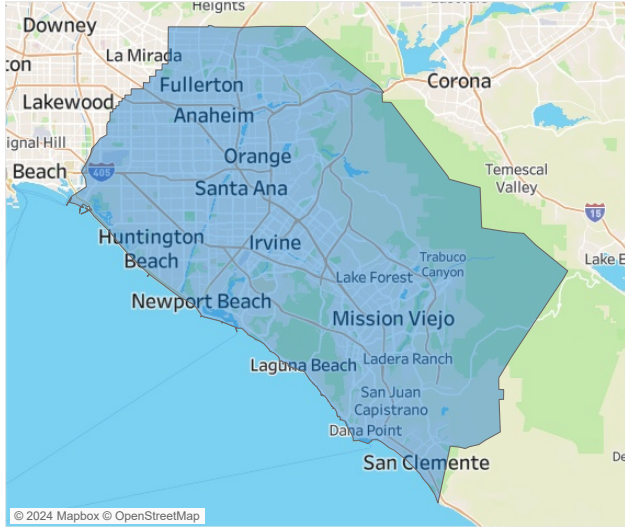 Heights
Downey
La Mirada
ton
Fullerton
Corona
Lakewood
Anaheim
ignal Hill
Orange
Beach
405
Temescal
Valley
Santa Ana
15
Huntington
Beach
Irvine
Trabuco
Canyon
Lake E
Lake Forest
Newport Beach
Mission Viejo
Laguna Beach
Ladera Ranch
San Juan
Capistrano
Dana Point
De
San Clemente
© 2024 Mapbox © OpenStreetMap